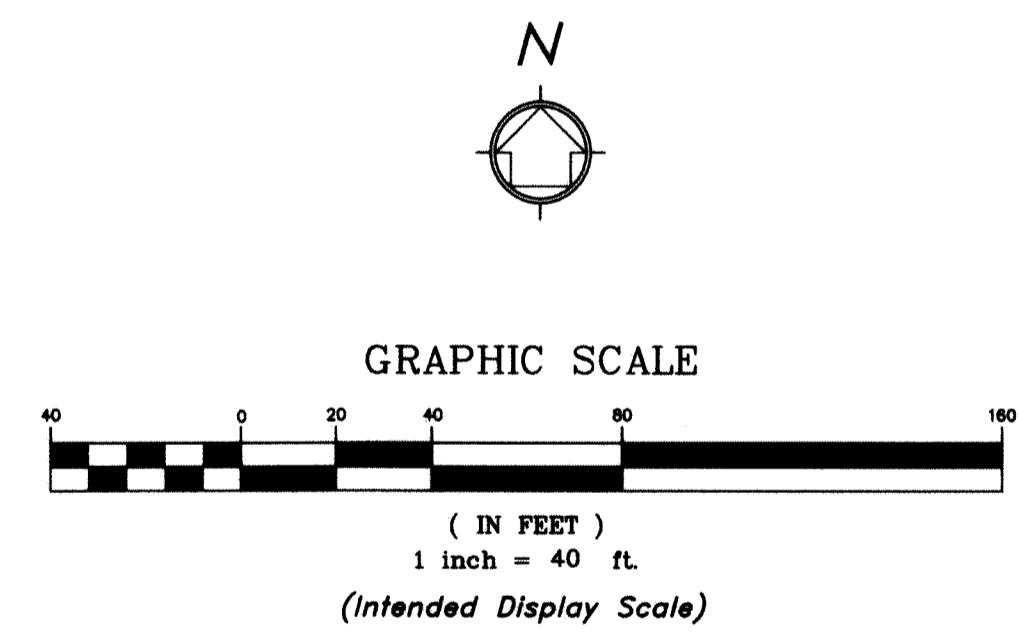 N
GRAPHIC SCALE
40 0 20 40 80 160
( IN FEET )
1 inch = 40 ft.
(Intended Display Scale)